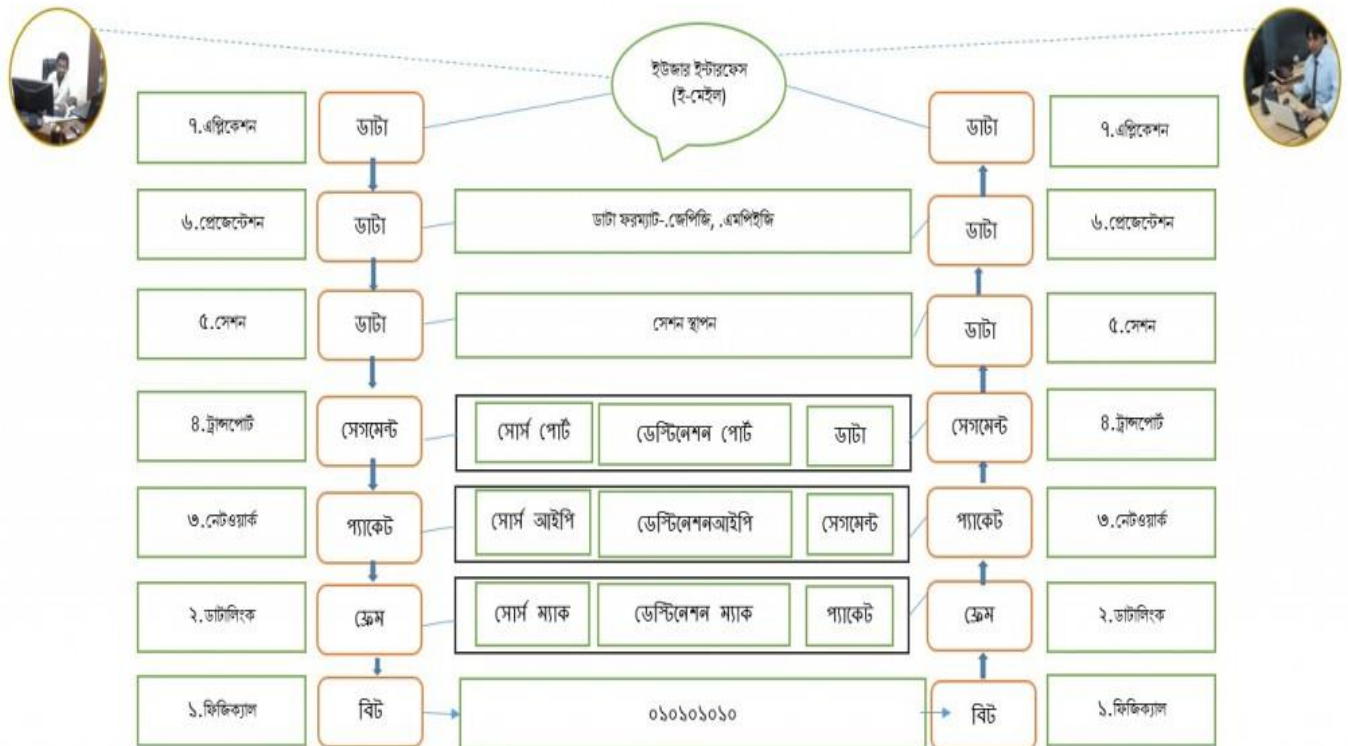 ইউজার ইন্টারফেস
(ই-মেইল)
৭.এপ্লিকেশন ডাটা ডাটা ৭.এপ্লিকেশন
৬.প্রেজেন্টেশন ডাটা ডাটা ফরম্যাট-.জেপিজি, .এমপিইজি ডাটা ৬.প্রেজেন্টেশন
৫.সেশন ডাটা সেশন স্থাপন ডাটা ৫.সেশন
৪.ট্রান্সপোর্ট সেগমেন্ট সোর্স পোর্ট ডেস্টিনেশন পোর্ট ডাটা সেগমেন্ট ৪.ট্রান্সপোর্ট
৩.নেটওয়ার্ক প্যাকেট সোর্স আইপি ডেস্টিনেশনআইপি সেগমেন্ট প্যাকেট ৩.নেটওয়ার্ক
২.ডাটালিংক ফ্রেম সোর্স ম্যাক ডেস্টিনেশন ম্যাক প্যাকেট ফ্রেম ২.ডাটালিংক
১.ফিজিক্যাল বিট ০১০১০১০১০ বিট ১.ফিজিক্যাল